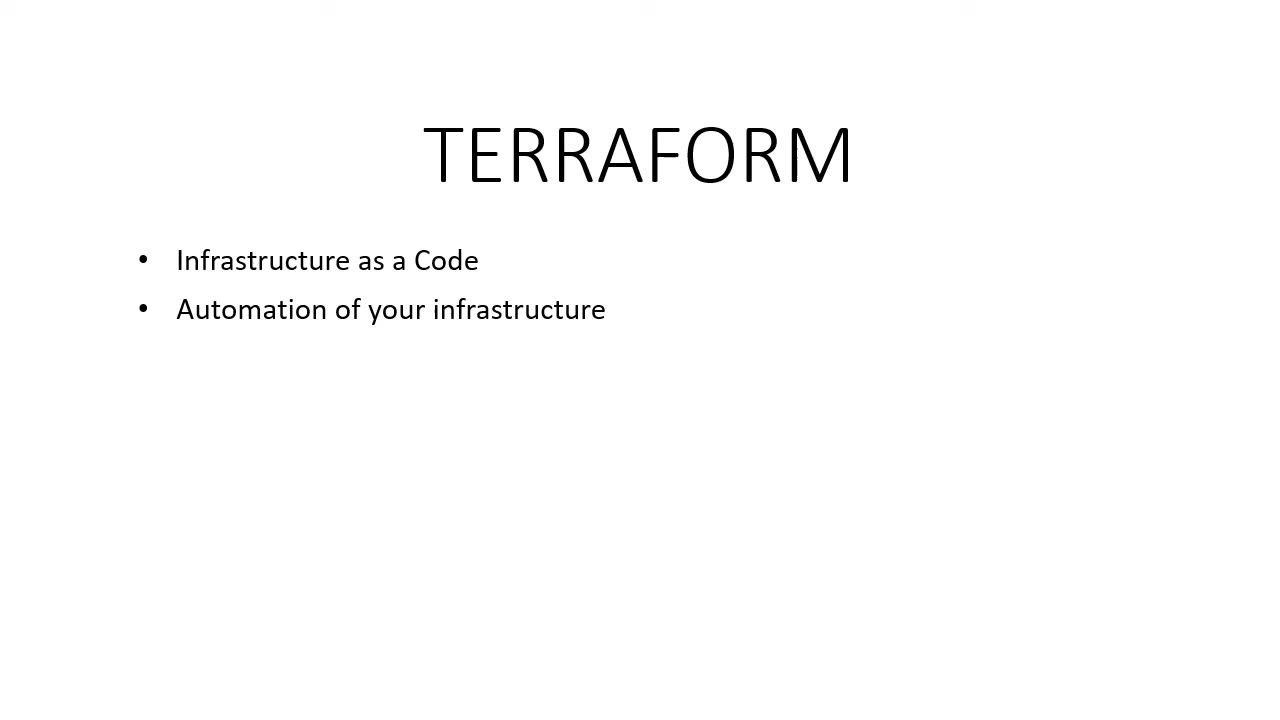 TERRAFORM
• Infrastructure as a Code
• Automation of your infrastructure